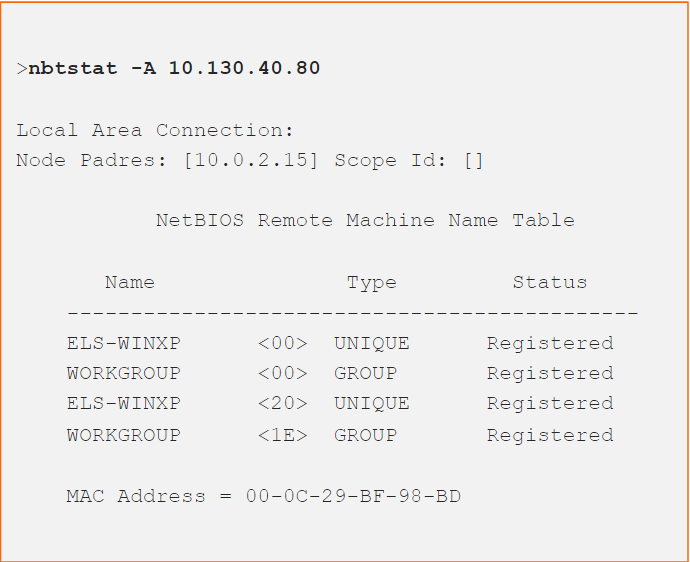 >nbtstat -A 10.130.40.80
Local Area Connection:
Node Padres: [10.0.2.15] Scope Id: []
NetBIOS Remote Machine Name Table
Name Type Status
---------------------------------------------
ELS-WINXP <00> UNIQUE Registered
WORKGROUP <00> GROUP Registered
ELS-WINXP <20> UNIQUE Registered
WORKGROUP <1E> GROUP Registered
MAC Address = 00-0C-29-BF-98-BD